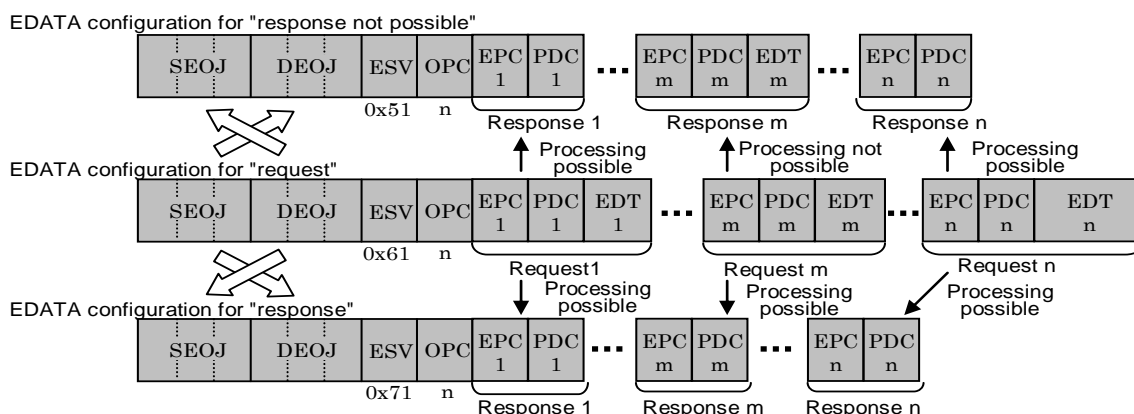 EDATA configuration for "response not possible"
SEOJ DEOJ ESV OPC EPC 1 PDC 1 ••• EPC m PDC m EDT m ••• EPC n PDC n
0x51 n
Response 1 Response m Response n
Processing possible Processing not possible Processing possible
EDATA configuration for "request"
SEOJ DEOJ ESV OPC EPC 1 PDC 1 EDT 1 ••• EPC m PDC m EDT m ••• EPC n PDC n EDT n
0x61 n
Request1 Request m Request n
Processing possible Processing possible Processing possible
EDATA configuration for "response"
SEOJ DEOJ ESV OPC EPC 1 PDC 1 ••• EPC m PDC m ••• EPC n PDC n
0x71 n
Response 1 Response m Response n